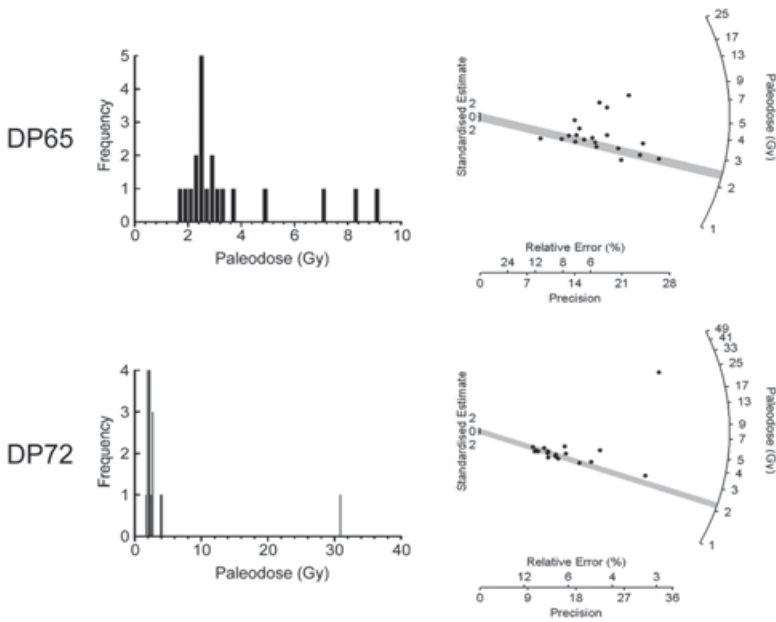 DP65
Frequency
5
4
3
2
1
0
0 2 4 6 8 10
Paleodose (Gy)
Standardised Estimate
2
0
2
25
17
13
9
7
5
4
3
2
1
Paleodose (Gy)
Relative Error (%)
24 12 8 6
0 7 14 21 28
Precision
DP72
Frequency
4
3
2
1
0
0 10 20 30 40
Paleodose (Gy)
Standardised Estimate
2
0
2
49
41
33
25
17
13
9
7
5
4
3
2
1
Paleodose (Gy)
Relative Error (%)
12 6 4 3
0 9 18 27 36
Precision